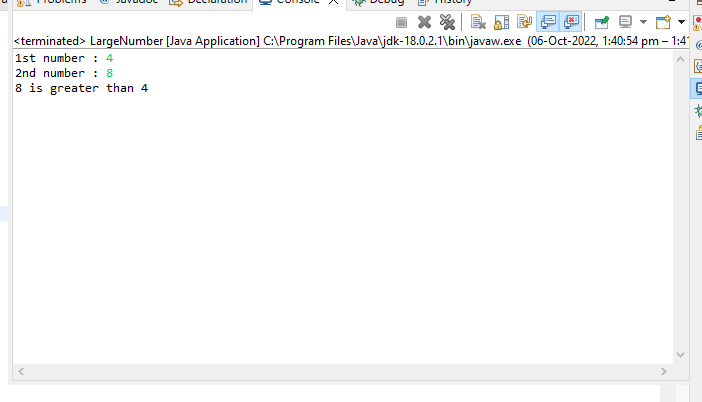 Problems @ Javadoc Declaration Console Debug History
<terminated> LargeNumber [Java Application] C:\Program Files\Java\jdk-18.0.2.1\bin\javaw.exe (06-Oct-2022, 1:40:54 pm – 1:41
1st number : 4
2nd number : 8
8 is greater than 4